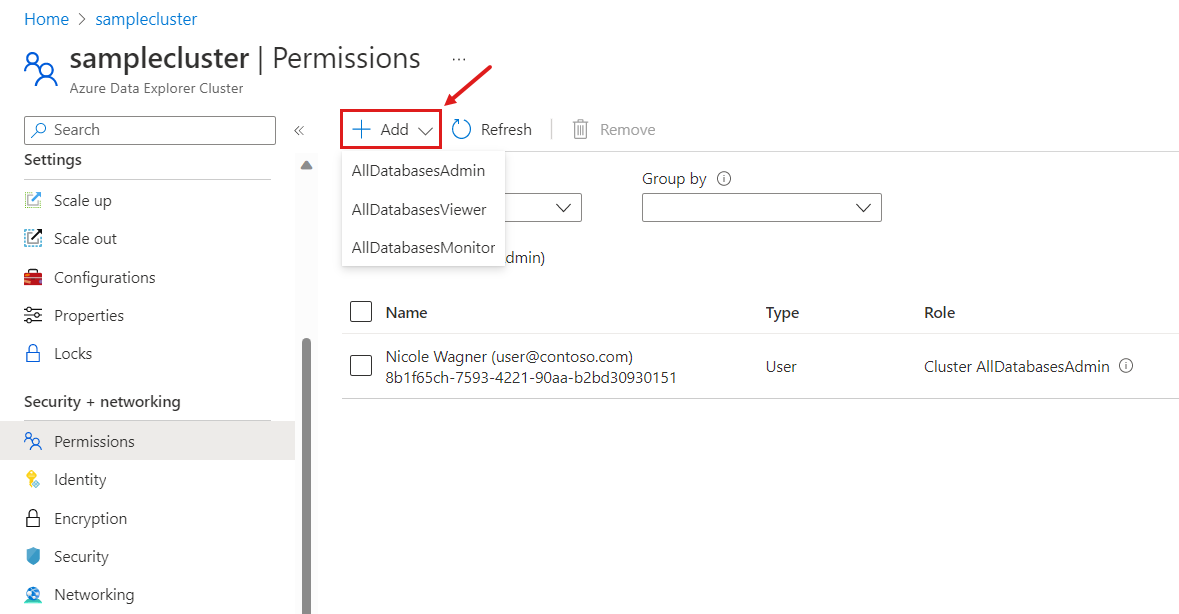 Home > samplecluster
samplecluster | Permissions ...
Azure Data Explorer Cluster
Search
«
Settings
Scale up
Scale out
Configurations
Properties
Locks
Security + networking
Permissions
Identity
Encryption
Security
Networking
+ Add
Refresh
Remove
AllDatabasesAdmin
AllDatabasesViewer
AllDatabasesMonitor
Group by
dmin)
Name Type Role
Nicole Wagner (user@contoso.com)
8b1f65ch-7593-4221-90aa-b2bd30930151
User
Cluster AllDatabasesAdmin